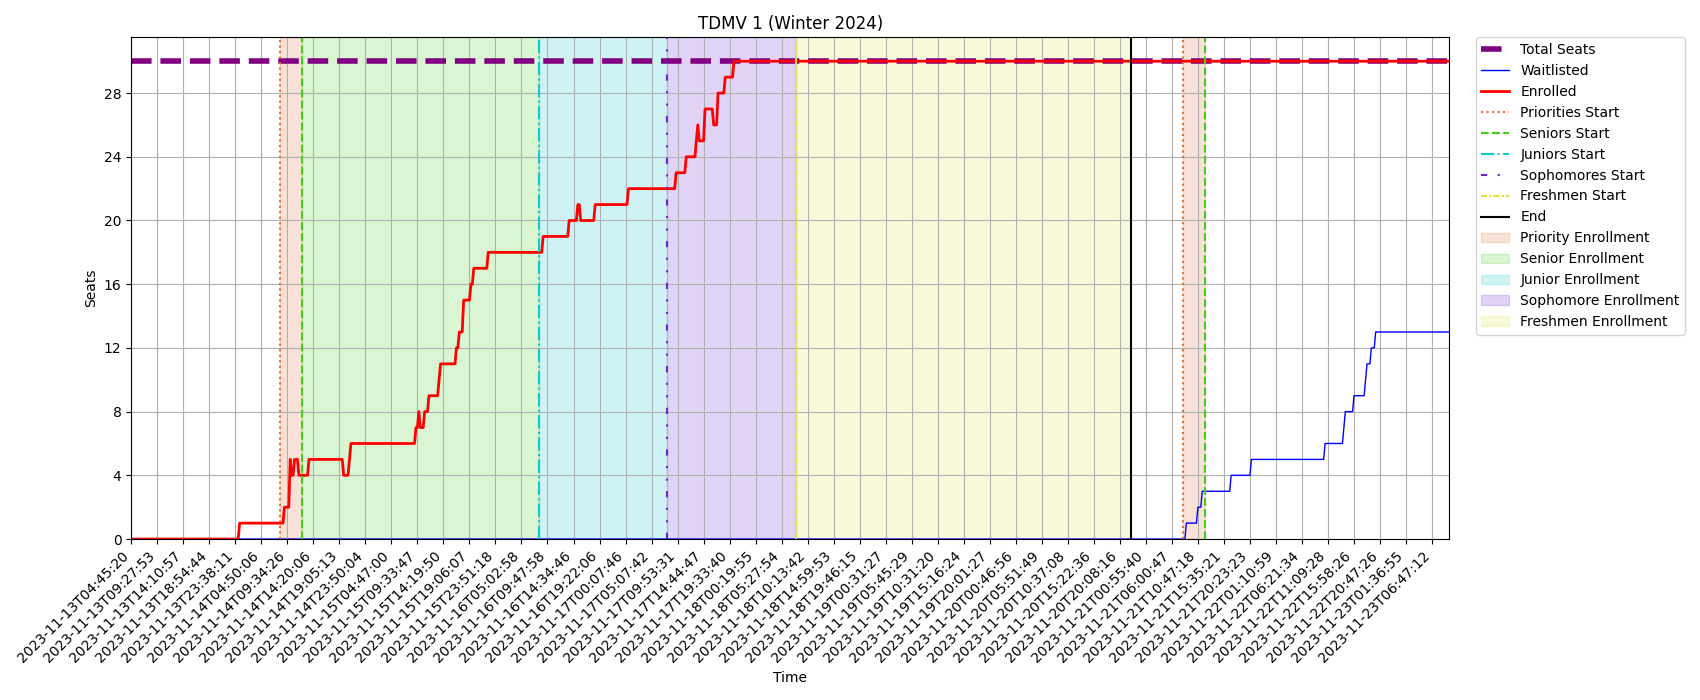 TDMV 1 (Winter 2024)
Total Seats
Waitlisted
Enrolled
Priorities Start
Seniors Start
Juniors Start
Sophomores Start
Freshmen Start
End
Priority Enrollment
Senior Enrollment
Junior Enrollment
Sophomore Enrollment
Freshmen Enrollment
Seats
28
24
20
16
12
8
4
0
2023-11-13T04:45:20
2023-11-13T09:27:53
2023-11-13T14:10:57
2023-11-13T18:54:44
2023-11-13T23:38:11
2023-11-14T04:50:06
2023-11-14T09:34:26
2023-11-14T14:20:06
2023-11-14T19:05:13
2023-11-14T23:50:04
2023-11-15T04:47:00
2023-11-15T09:33:47
2023-11-15T14:19:50
2023-11-15T19:06:07
2023-11-15T23:51:18
2023-11-16T05:02:58
2023-11-16T09:47:58
2023-11-16T14:34:46
2023-11-16T19:22:06
2023-11-17T00:07:46
2023-11-17T05:07:42
2023-11-17T09:53:31
2023-11-17T14:44:47
2023-11-17T19:33:40
2023-11-18T00:19:55
2023-11-18T05:27:54
2023-11-18T10:13:42
2023-11-18T14:59:53
2023-11-18T19:46:15
2023-11-19T00:31:27
2023-11-19T05:45:29
2023-11-19T10:31:20
2023-11-19T15:16:24
2023-11-19T20:01:27
2023-11-20T00:46:56
2023-11-20T05:51:49
2023-11-20T10:37:08
2023-11-20T15:22:36
2023-11-20T20:08:16
2023-11-21T00:55:40
2023-11-21T06:00:47
2023-11-21T10:47:18
2023-11-21T15:35:21
2023-11-21T20:23:23
2023-11-22T01:10:59
2023-11-22T06:21:34
2023-11-22T11:09:28
2023-11-22T15:58:26
2023-11-22T20:47:26
2023-11-23T01:36:55
2023-11-23T06:47:12
Time